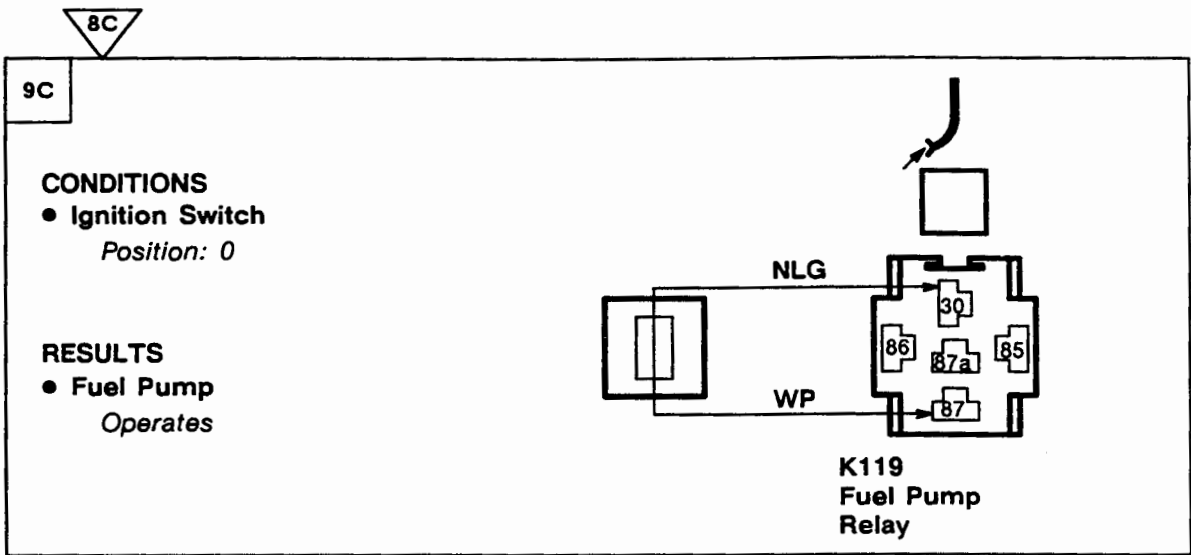 8C
9C
CONDITIONS
● Ignition Switch
Position: 0
RESULTS
● Fuel Pump
Operates
NLG
WP
30
86
87a
85
87
K119
Fuel Pump
Relay